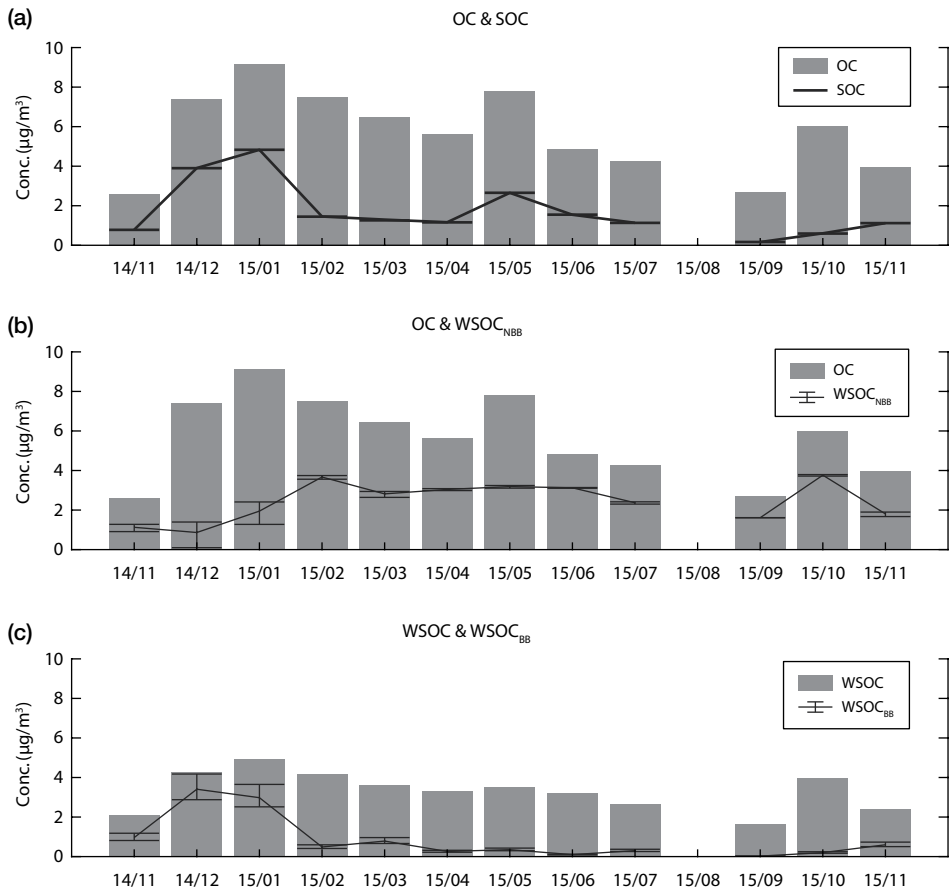 (a)
OC & SOC
10
8
6
4
2
0
Conc.(μg/m³)
OC
SOC
14/11 14/12 15/01 15/02 15/03 15/04 15/05 15/06 15/07 15/08 15/09 15/10 15/11
(b)
OC & WSOC_NBB
10
8
6
4
2
0
Conc.(μg/m³)
OC
WSOC_NBB
14/11 14/12 15/01 15/02 15/03 15/04 15/05 15/06 15/07 15/08 15/09 15/10 15/11
(c)
WSOC & WSOC_BB
10
8
6
4
2
0
Conc.(μg/m³)
WSOC
WSOC_BB
14/11 14/12 15/01 15/02 15/03 15/04 15/05 15/06 15/07 15/08 15/09 15/10 15/11